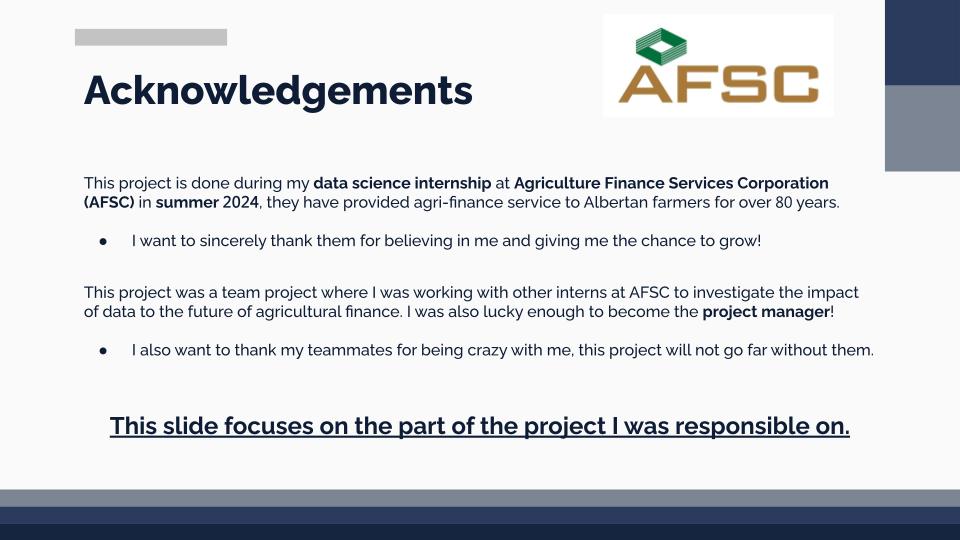 AFSC
Acknowledgements
This project is done during my data science internship at Agriculture Finance Services Corporation
(AFSC) in summer 2024, they have provided agri-finance service to Albertan farmers for over 80 years.
● I want to sincerely thank them for believing in me and giving me the chance to grow!
This project was a team project where I was working with other interns at AFSC to investigate the impact
of data to the future of agricultural finance. I was also lucky enough to become the project manager!
● I also want to thank my teammates for being crazy with me, this project will not go far without them.
This slide focuses on the part of the project I was responsible on.